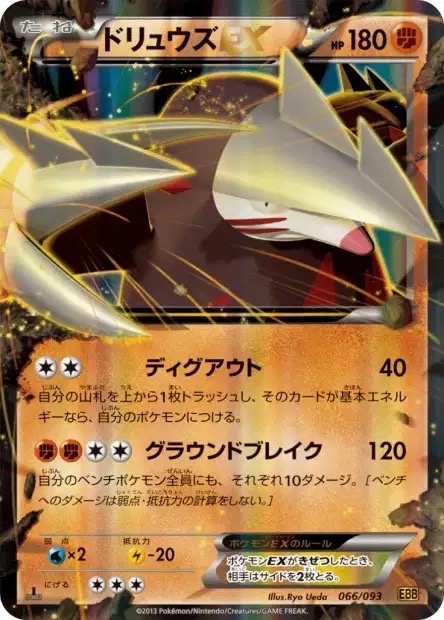 たね ドリュウズEX HP180
ディグアウト 40
自分の山札を上から1枚トラッシュし、そのカードが基本エネル
ギーなら、自分のポケモンにつける。
グラウンドブレイク 120
自分のベンチポケモン全員にも、それぞれ10ダメージ。[ベンチ
へのダメージは弱点・抵抗力の計算をしない。]
弱点 抵抗力
×2 -20
ポケモンEXのルール
ポケモンEXがきぜつしたとき、
相手はサイドを2枚とる。
にげる
Illus.Ryo Ueda 066/093 EBB
©2013 Pokémon/Nintendo/Creatures/GAME FREAK.